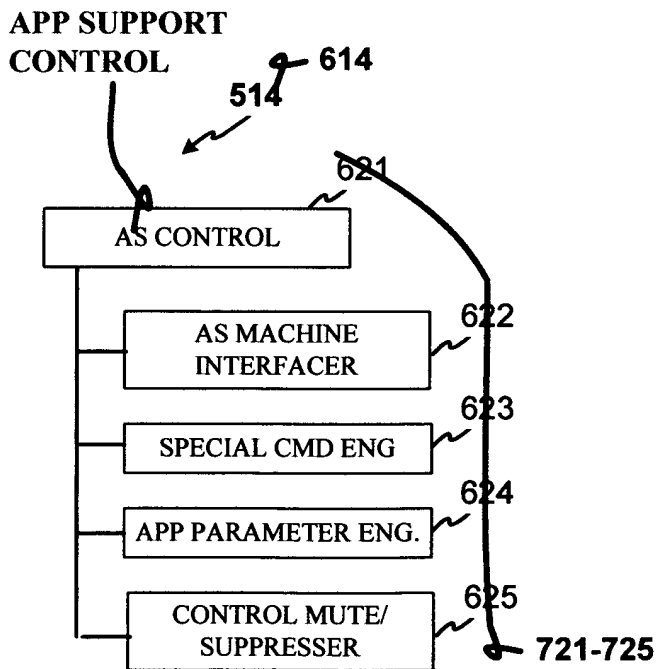 APP SUPPORT
CONTROL
614
514
621
AS CONTROL
622
AS MACHINE
INTERFACER
623
SPECIAL CMD ENG
624
APP PARAMETER ENG.
625
CONTROL MUTE/
SUPPRESSER
721-725